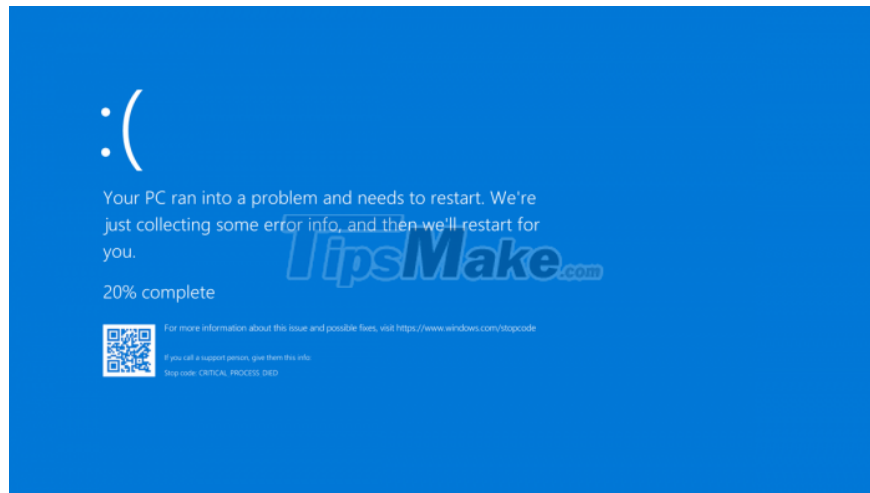 :(
Your PC ran into a problem and needs to restart. We're
just collecting some error info, and then we'll restart for
you.
TipsMake.com
20% complete
For more information about this issue and possible fixes, visit https://www.windows.com/stopcode
If you call a support person, give them this info:
Stop code: CRITICAL PROCESS DIED